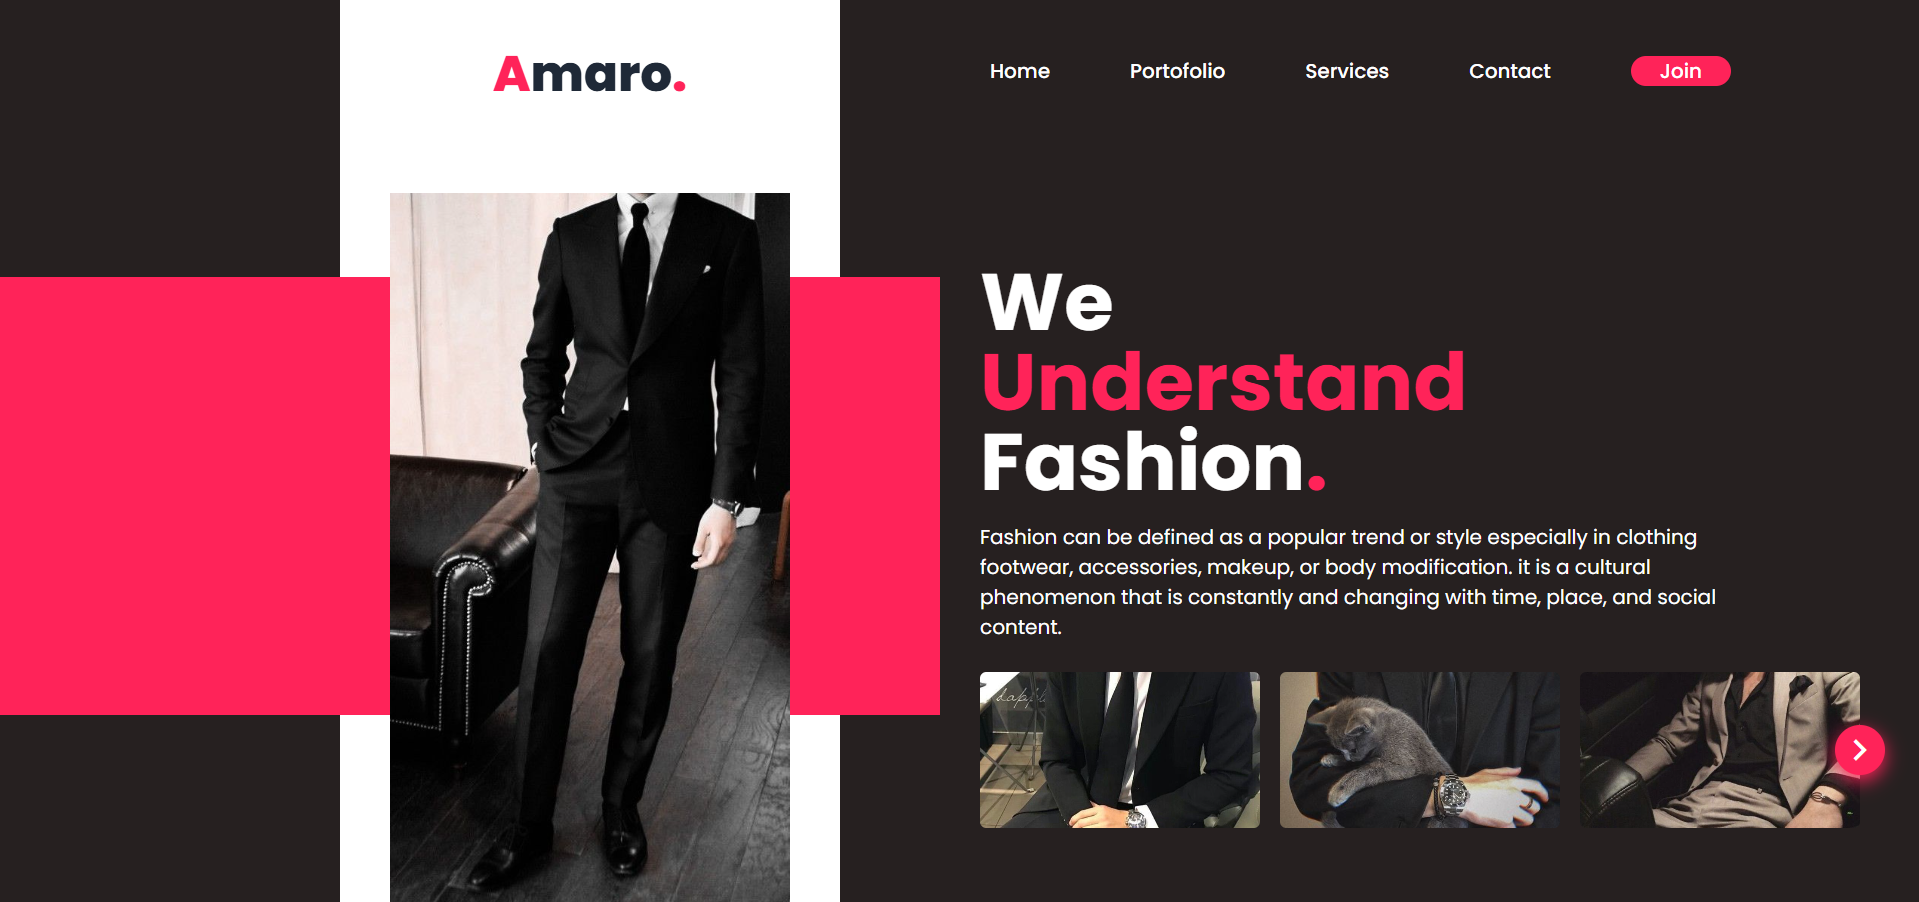 Amaro.
Home Portofolio Services Contact Join
We
Understand
Fashion.
Fashion can be defined as a popular trend or style especially in clothing
footwear, accessories, makeup, or body modification. it is a cultural
phenomenon that is constantly and changing with time, place, and social
content.